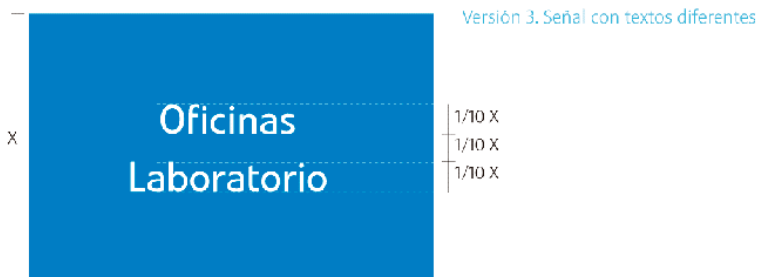 Versión 3. Señal con textos diferentes
Oficinas
Laboratorio
X
1/10 X
1/10 X
1/10 X